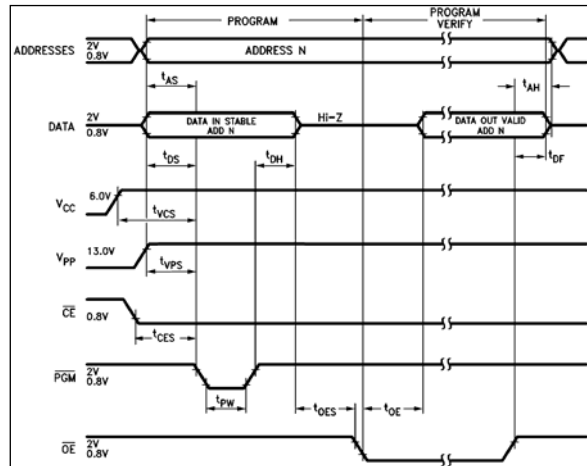 PROGRAM
PROGRAM
VERIFY
ADDRESSES
2V
0.8V
ADDRESS N
tAS
tAH
DATA
2V
0.8V
DATA IN STABLE
ADD N
Hi-Z
DATA OUT VALID
ADD N
tDS
tDH
tDF
VCC
6.0V
tVCS
VPP
13.0V
tVPS
CE
0.8V
tCES
PGM
2V
0.8V
tPW
tOES
tOE
OE
2V
0.8V